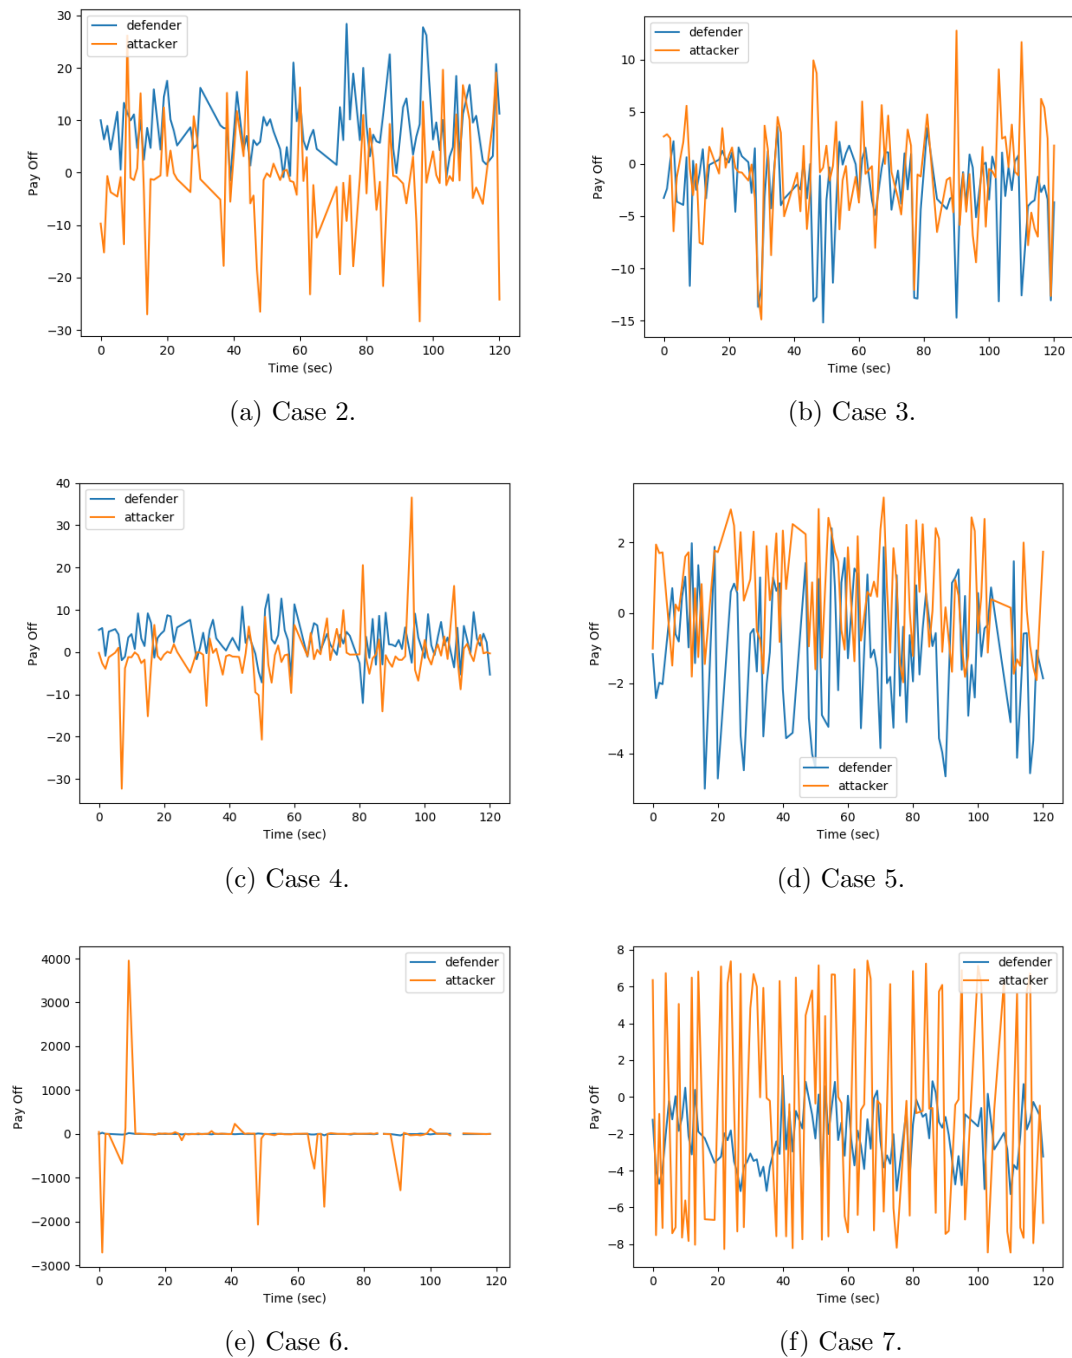 30
20
10
0
−10
−20
−30
Pay Off
defender
attacker
0 20 40 60 80 100 120
Time (sec)
(a) Case 2.
10
5
0
−5
−10
−15
Pay Off
defender
attacker
0 20 40 60 80 100 120
Time (sec)
(b) Case 3.
40
30
20
10
0
−10
−20
−30
Pay Off
defender
attacker
0 20 40 60 80 100 120
Time (sec)
(c) Case 4.
2
0
−2
−4
Pay Off
defender
attacker
0 20 40 60 80 100 120
Time (sec)
(d) Case 5.
4000
3000
2000
1000
0
−1000
−2000
−3000
Pay Off
defender
attacker
0 20 40 60 80 100 120
Time (sec)
(e) Case 6.
8
6
4
2
0
−2
−4
−6
−8
Pay Off
defender
attacker
0 20 40 60 80 100 120
Time (sec)
(f) Case 7.